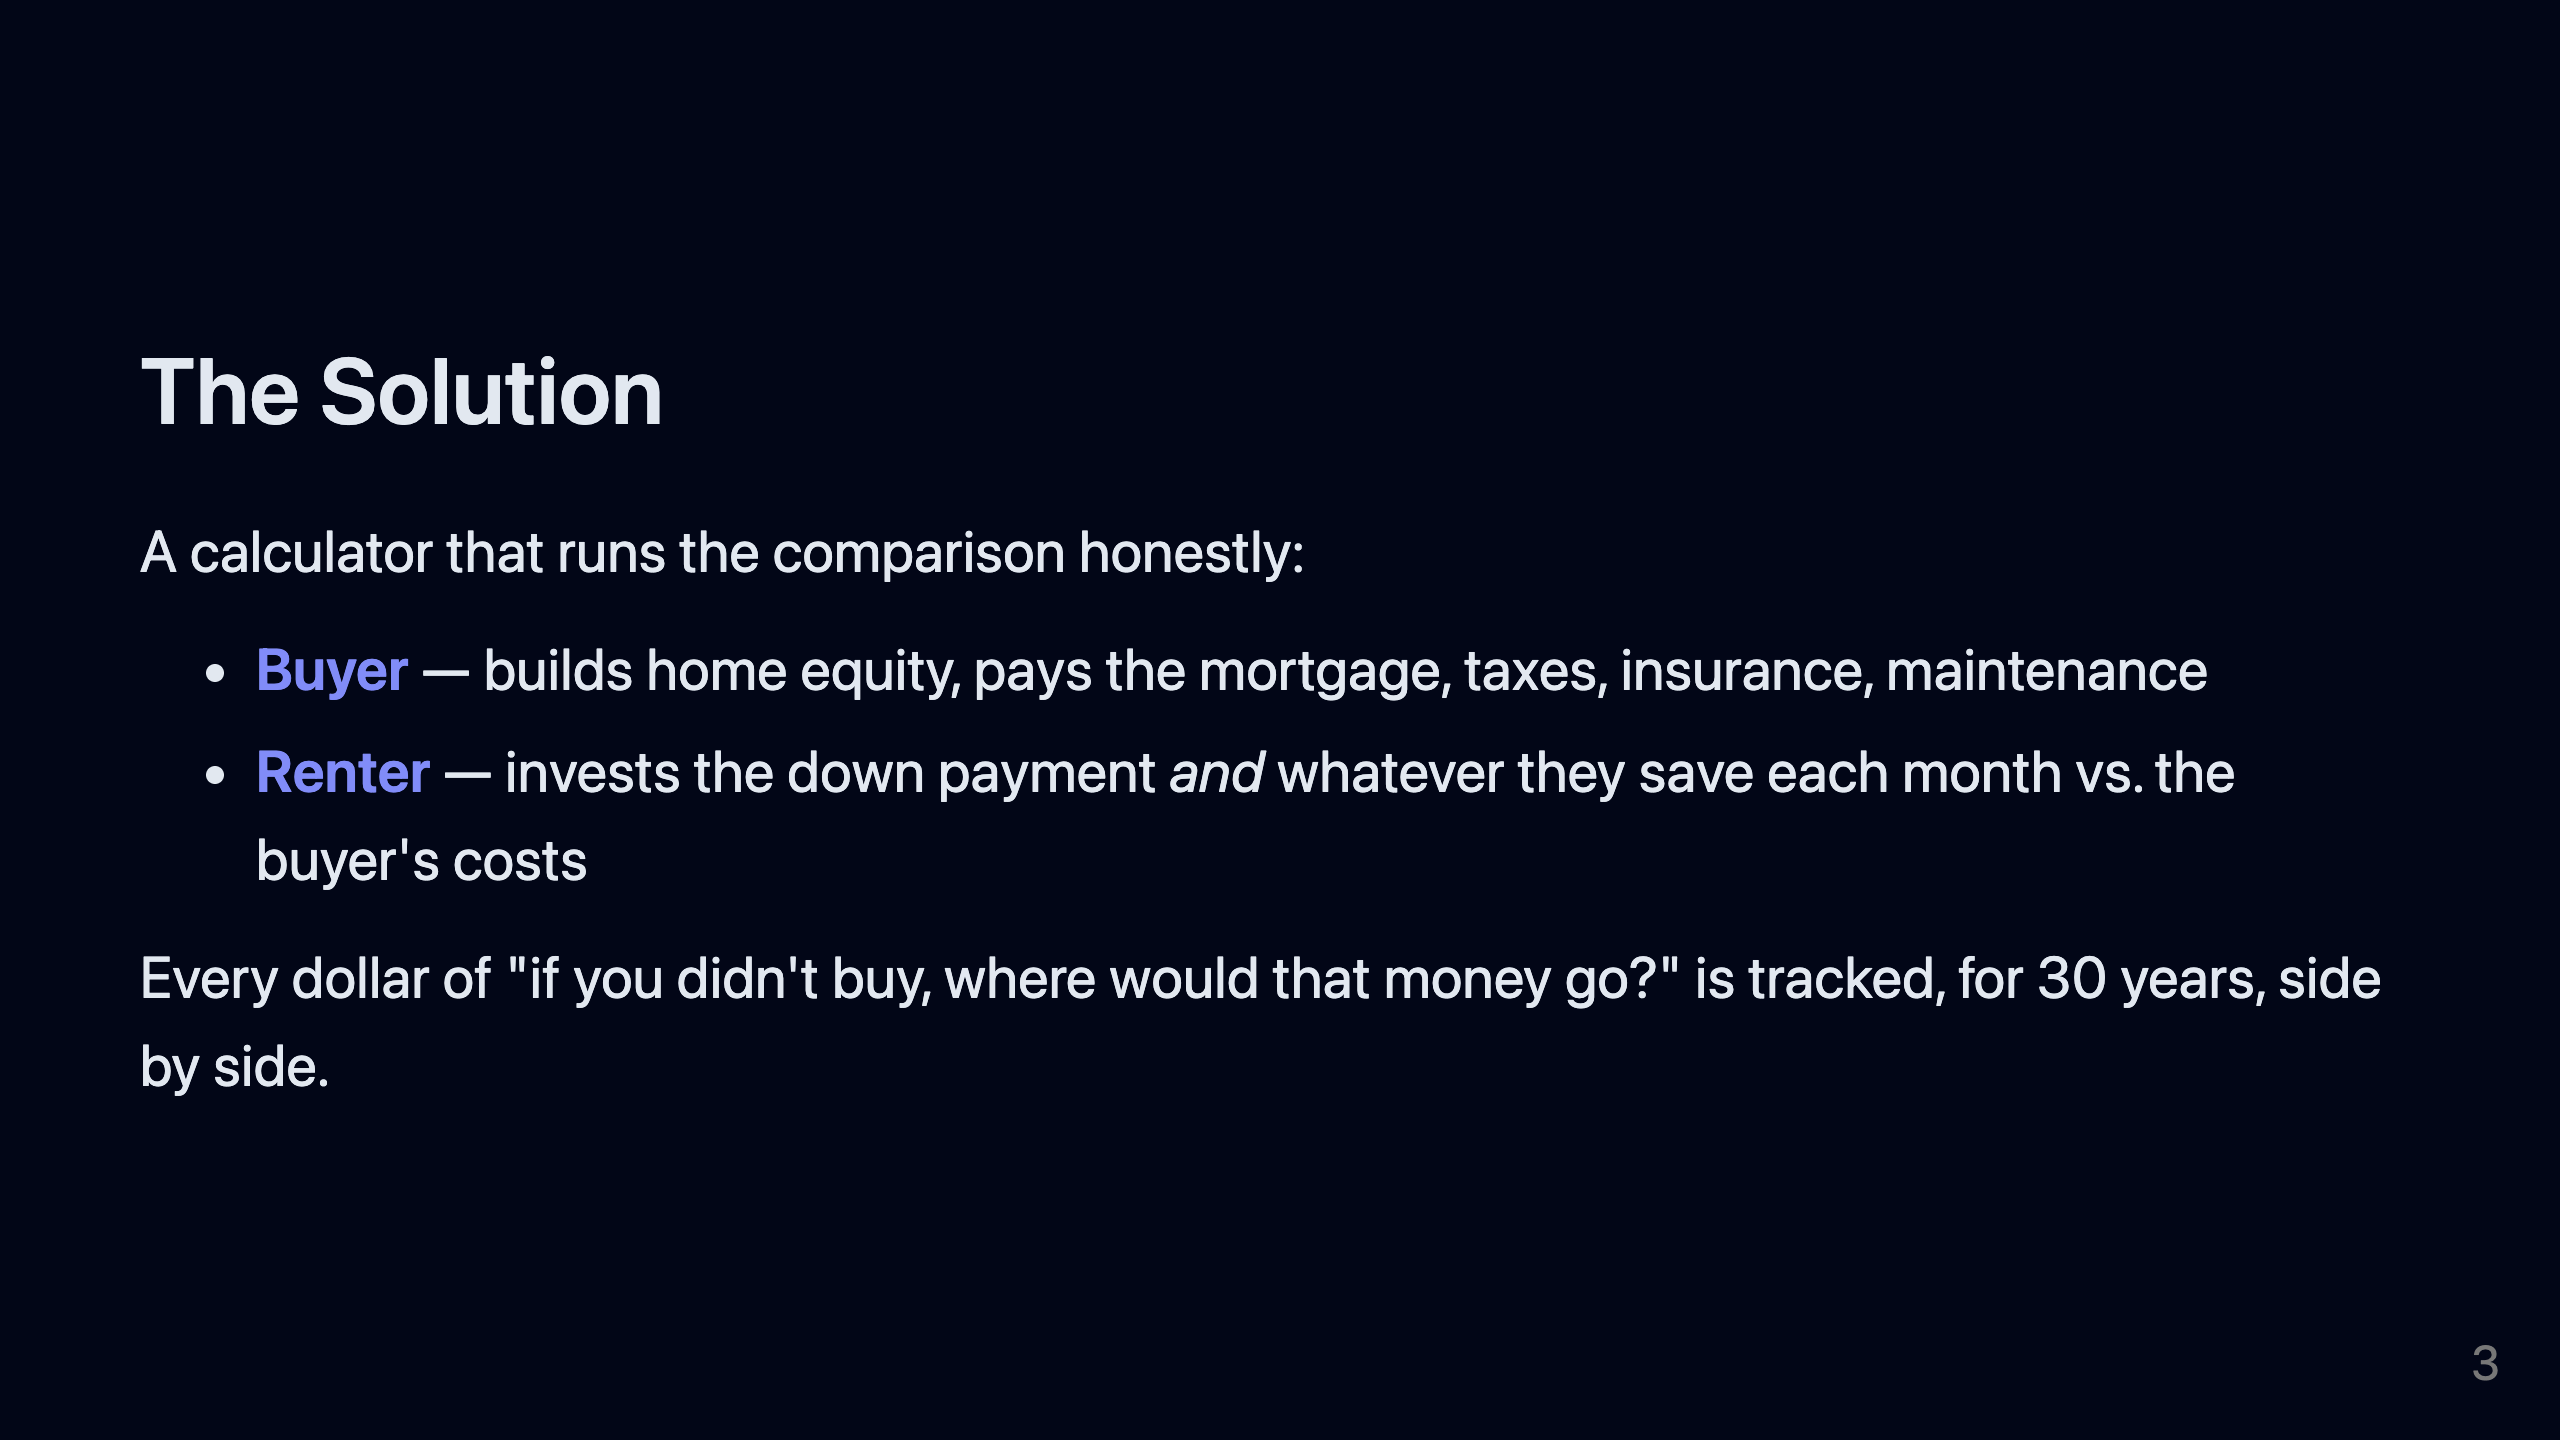 The Solution
A calculator that runs the comparison honestly:
• Buyer — builds home equity, pays the mortgage, taxes, insurance, maintenance
• Renter — invests the down payment and whatever they save each month vs. the
buyer's costs
Every dollar of "if you didn't buy, where would that money go?" is tracked, for 30 years, side
by side.
3